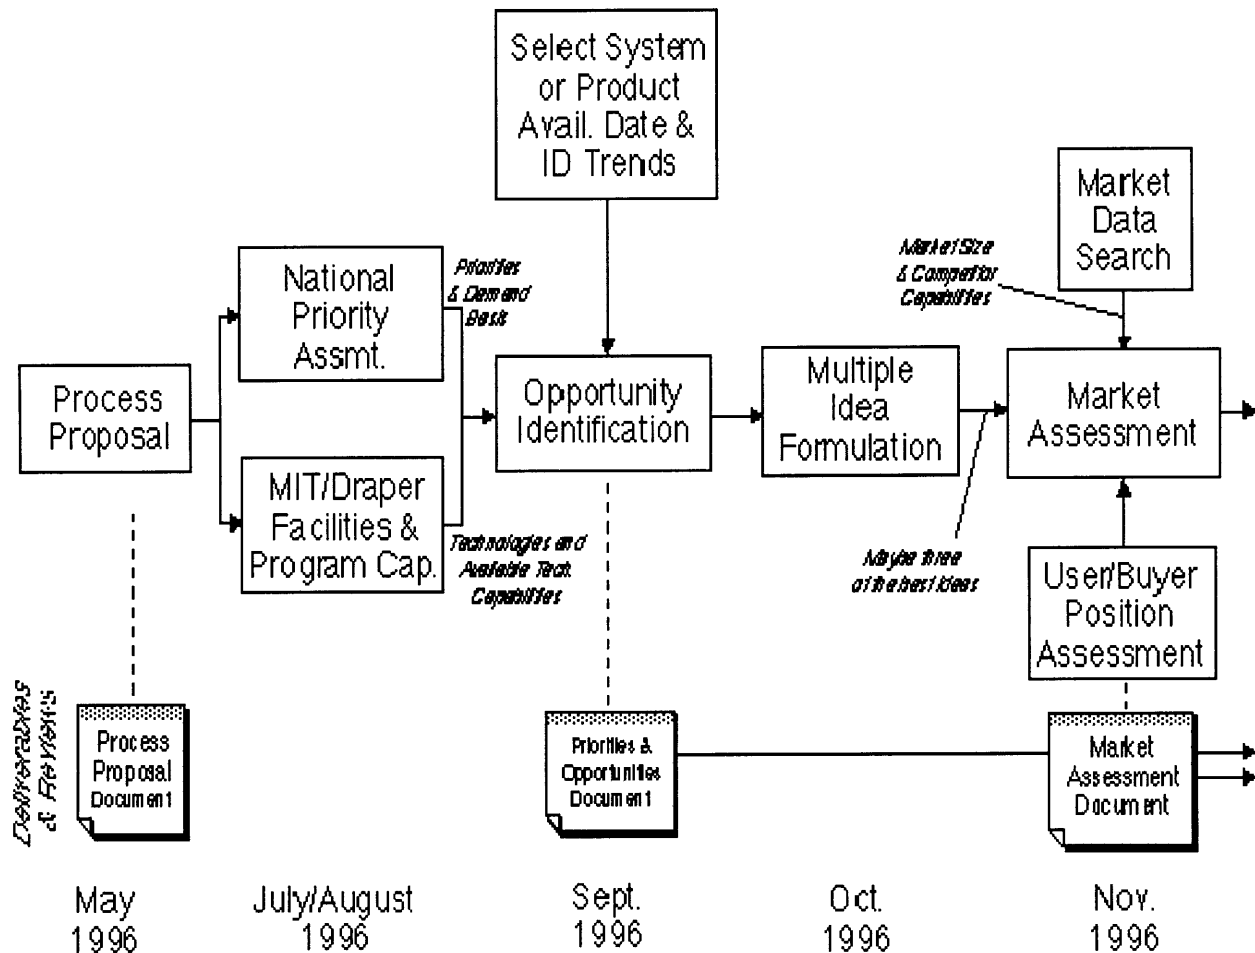 Select System
or Product
Avail. Date &
ID Trends
Market
Data
Search
Market Size
& Competitor
Capabilities
National
Priority
Assmt.
Priorities
& Demand
Basis
Process
Proposal
Opportunity
Identification
Multiple
Idea
Formulation
Market
Assessment
MIT/Draper
Facilities &
Program Cap.
Technologies and
Available Tech.
Capabilities
Maybe three
of the best ideas
User/Buyer
Position
Assessment
Deliverables
& Reviews
Process
Proposal
Document
Priorities &
Opportunities
Document
Market
Assessment
Document
May
1996
July/August
1996
Sept.
1996
Oct.
1996
Nov.
1996